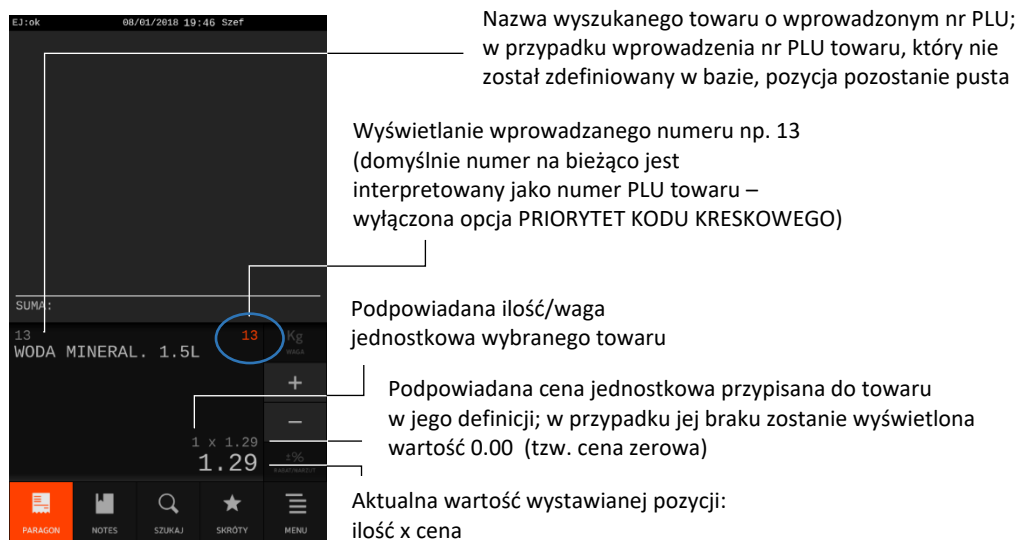 EJ:ok 08/01/2018 19:46 Szef
SUMA:
13 13
WODA MINERAL. 1.5L
Kg
WAGA
+
−
1 x 1.29
1.29
±%
RABAT/NARZUT
PARAGON NOTES SZUKAJ SKRÓTY MENU
Nazwa wyszukanego towaru o wprowadzonym nr PLU;
w przypadku wprowadzenia nr PLU towaru, który nie
został zdefiniowany w bazie, pozycja pozostanie pusta
Wyświetlanie wprowadzanego numeru np. 13
(domyślnie numer na bieżąco jest
interpretowany jako numer PLU towaru –
wyłączona opcja PRIORYTET KODU KRESKOWEGO)
Podpowiadana ilość/waga
jednostkowa wybranego towaru
Podpowiadana cena jednostkowa przypisana do towaru
w jego definicji; w przypadku jej braku zostanie wyświetlona
wartość 0.00 (tzw. cena zerowa)
Aktualna wartość wystawianej pozycji:
ilość x cena